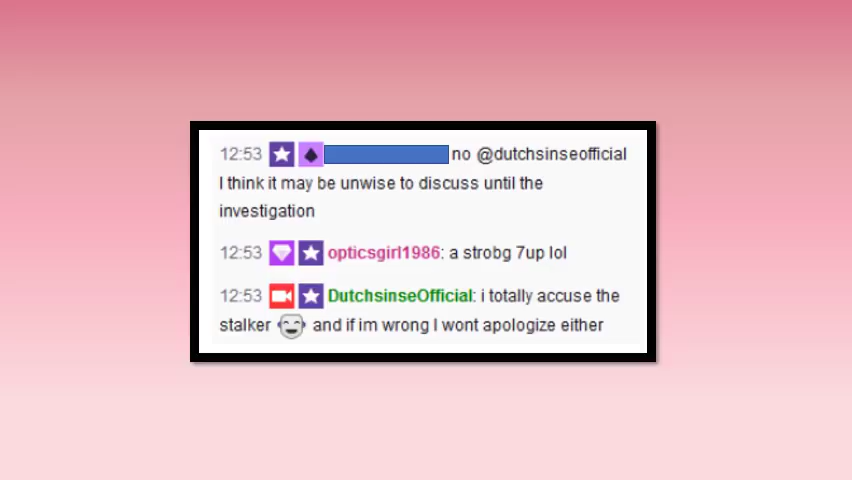 12:53 no @dutchsinseofficial
I think it may be unwise to discuss until the
investigation
12:53 opticsgirl1986: a strobg 7up lol
12:53 DutchsinseOfficial: i totally accuse the
stalker and if im wrong I wont apologize either